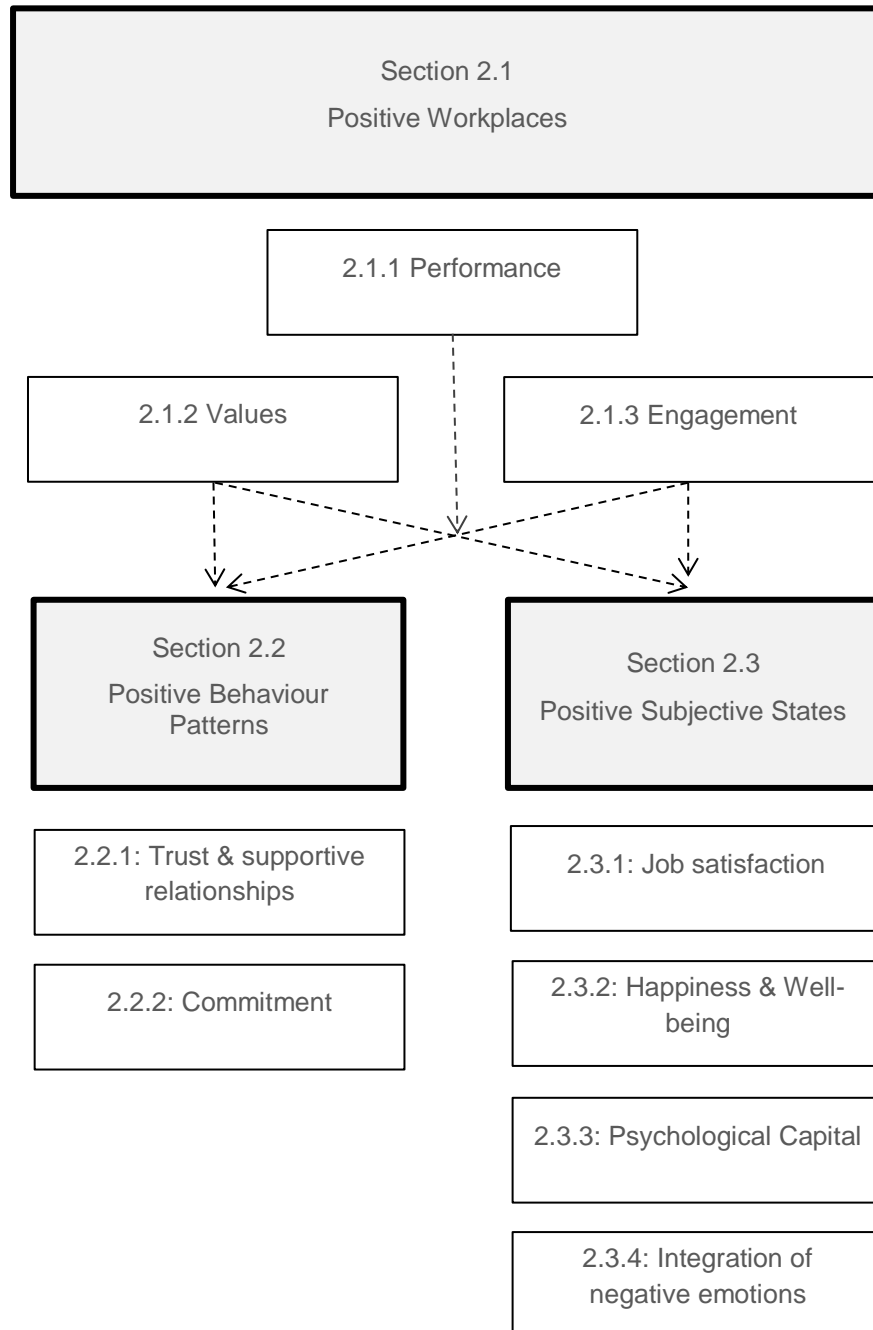 Section 2.1
Positive Workplaces
2.1.1 Performance
2.1.2 Values
2.1.3 Engagement
Section 2.2
Positive Behaviour
Patterns
Section 2.3
Positive Subjective States
2.2.1: Trust & supportive
relationships
2.2.2: Commitment
2.3.1: Job satisfaction
2.3.2: Happiness & Well-
being
2.3.3: Psychological Capital
2.3.4: Integration of
negative emotions